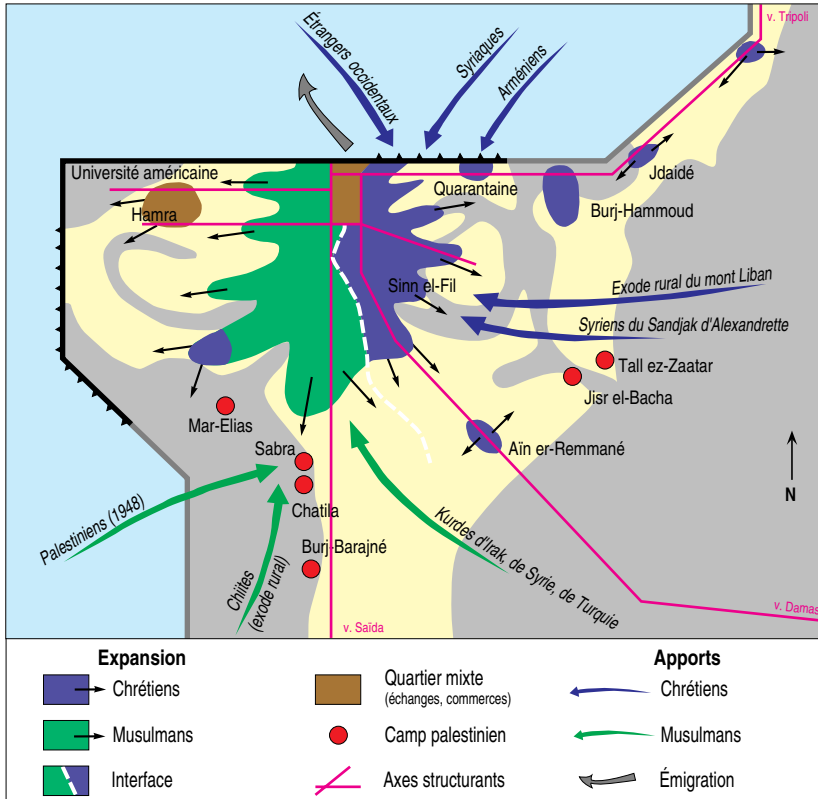 v. Tripoli
Étrangers occidentaux
Syriaques
Arméniens
Université américaine
Hamra
Quarantaine
Jdaidé
Burj-Hammoud
Sinn el-Fil
Exode rural du mont Liban
Syriens du Sandjak d'Alexandrette
Tall ez-Zaatar
Jisr el-Bacha
Mar-Elias
Sabra
Aïn er-Remmané
Chatila
N
Palestiniens (1948)
Burj-Barajné
Chiites
(exode rural)
Kurdes d'Irak, de Syrie, de Turquie
v. Saïda
v. Damas
Expansion
Chrétiens
Musulmans
Interface
Quartier mixte
(échanges, commerces)
Camp palestinien
Axes structurants
Apports
Chrétiens
Musulmans
Émigration